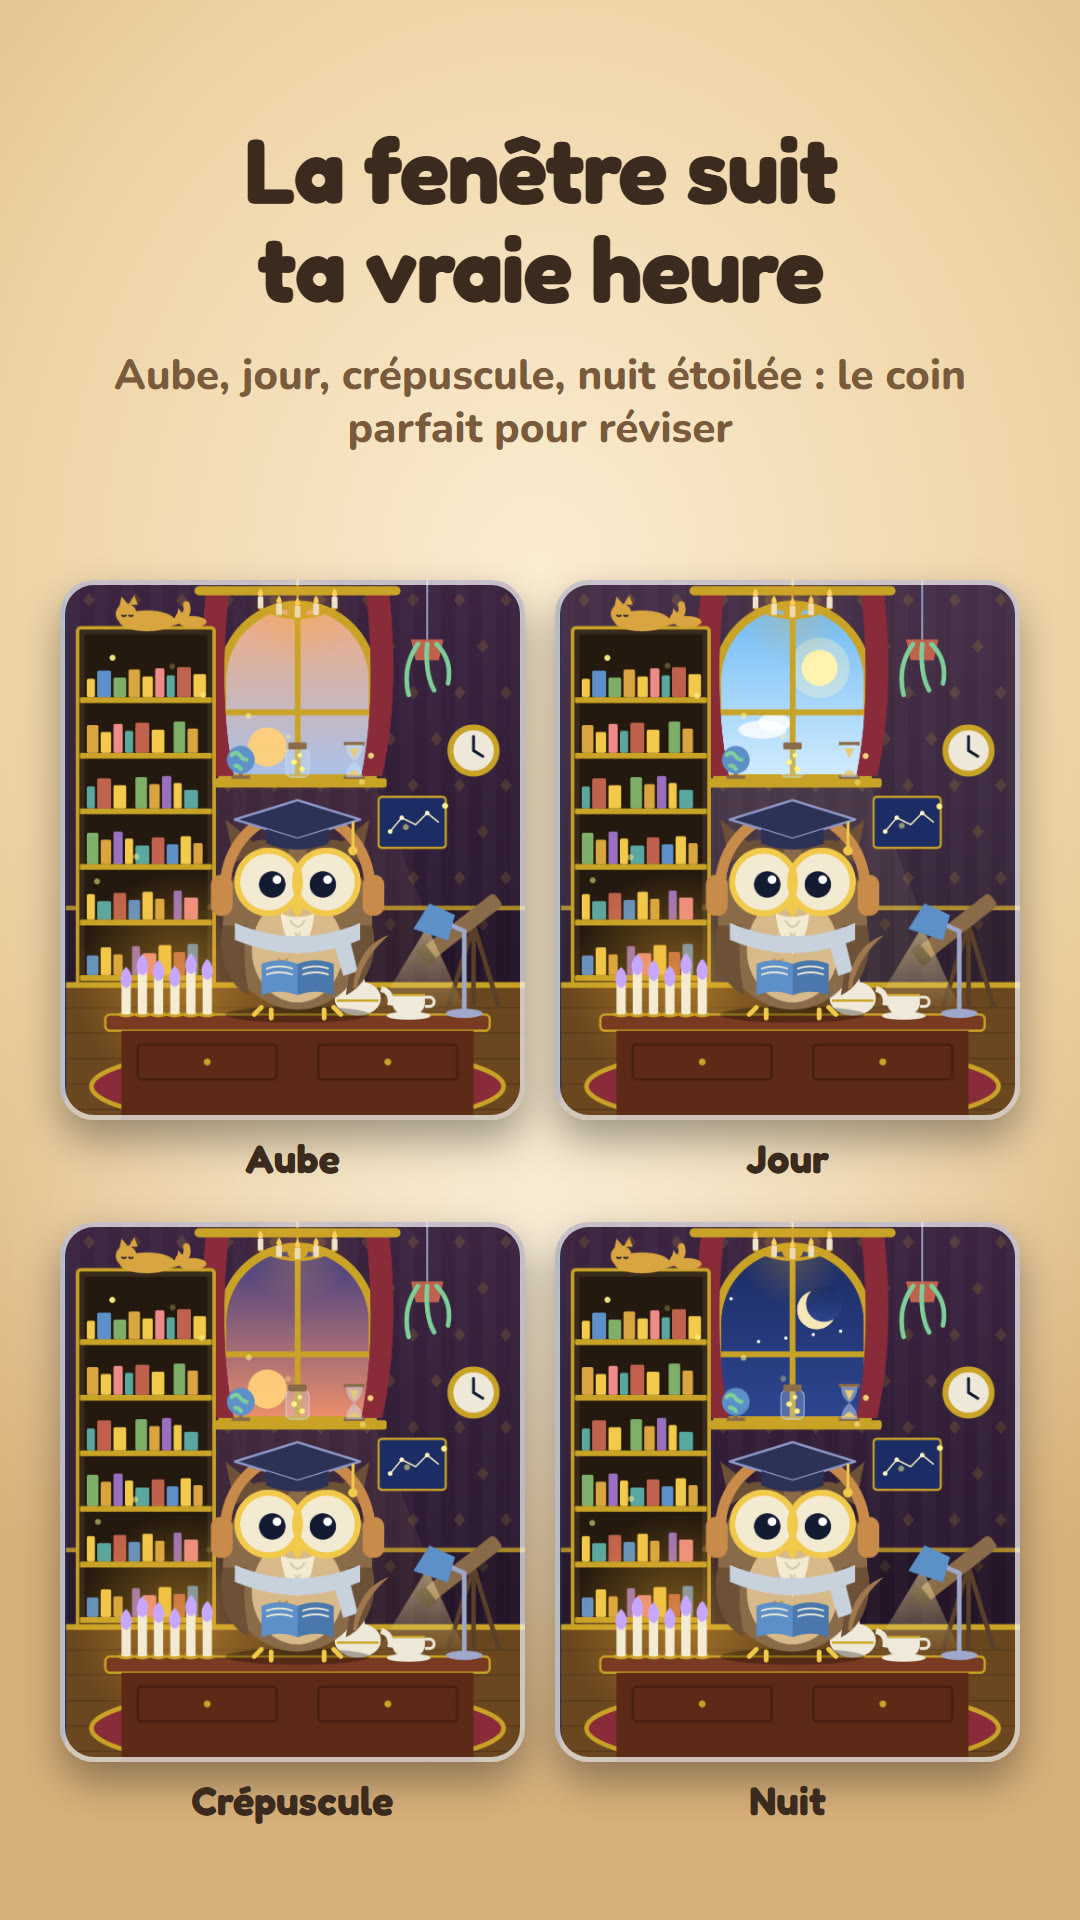 La fenêtre suit
ta vraie heure
Aube, jour, crépuscule, nuit étoilée : le coin
parfait pour réviser
Aube
Jour
Crépuscule
Nuit